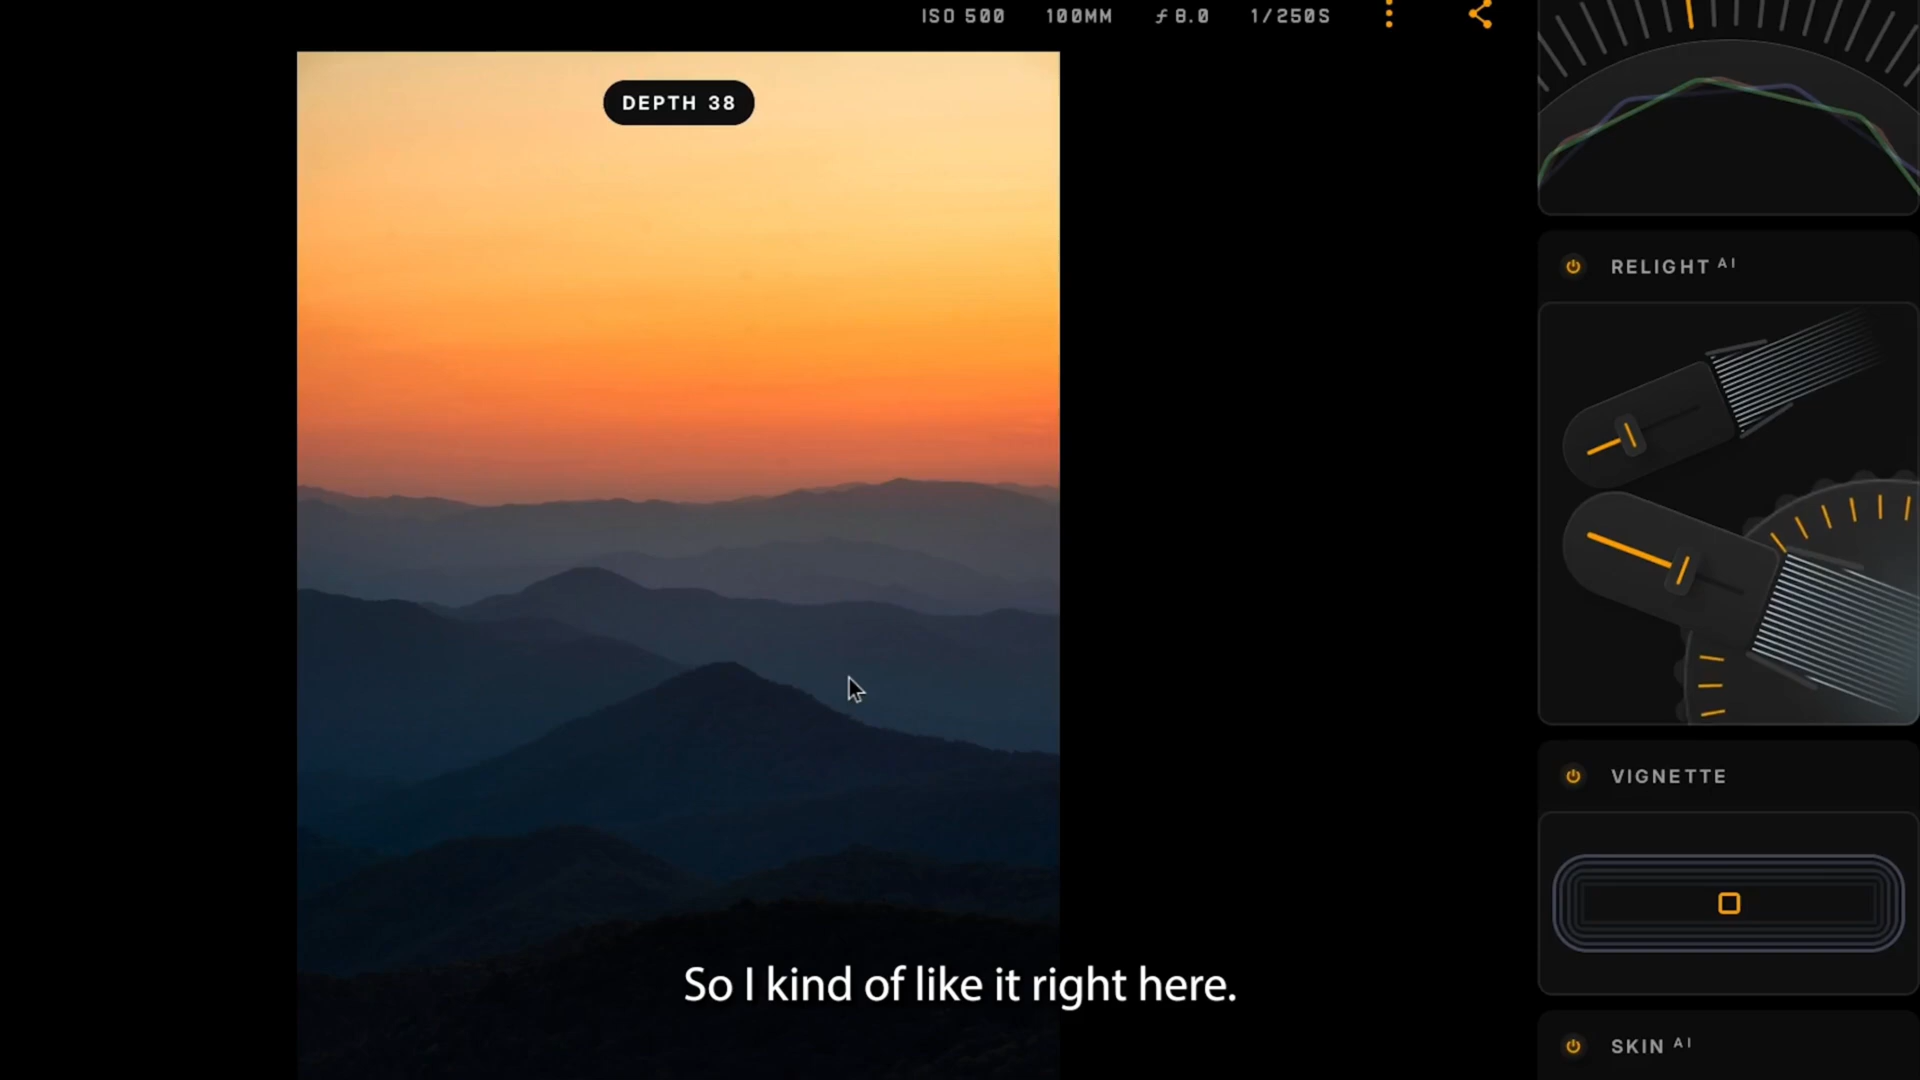 ISO 500 100MM ƒ 8.0 1/250S
DEPTH 38
RELIGHT AI
VIGNETTE
So I kind of like it right here.
SKIN AI